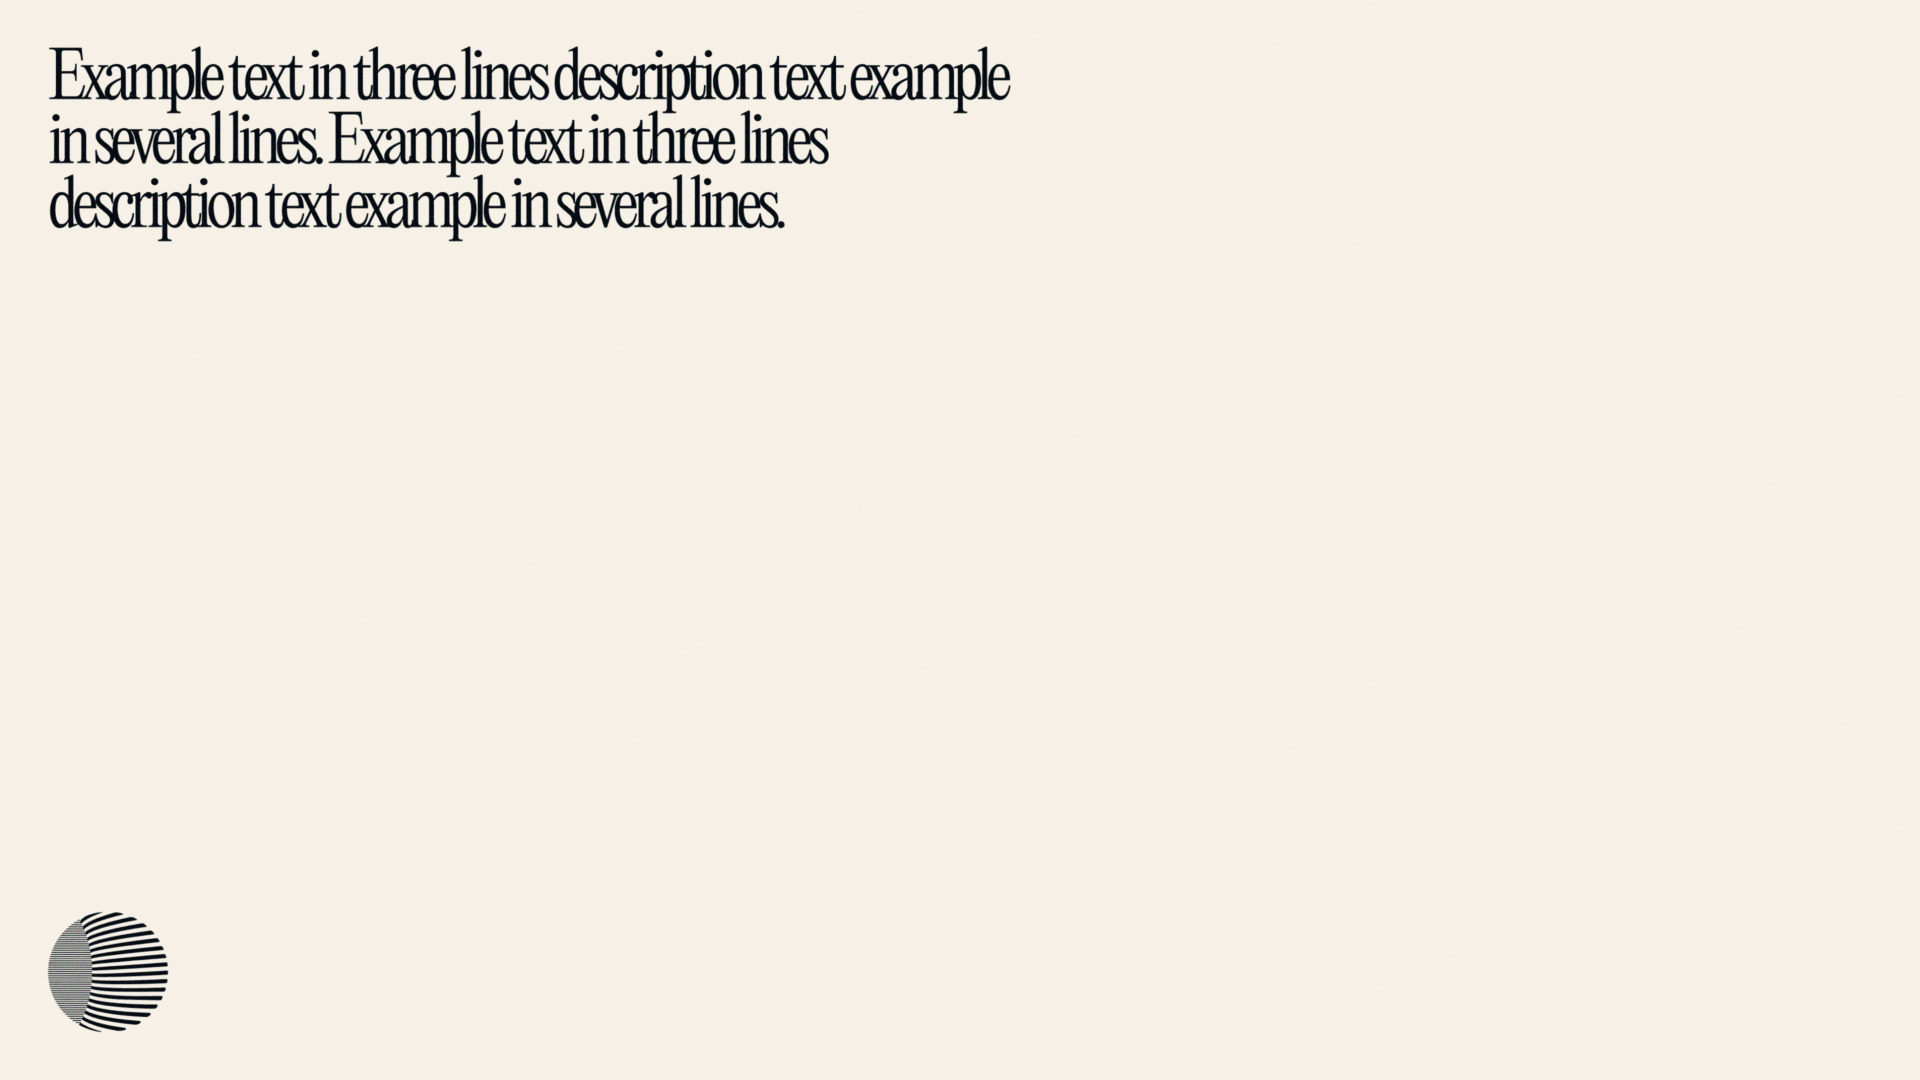 Example text in three lines description text example
in several lines. Example text in three lines
description text example in several lines.